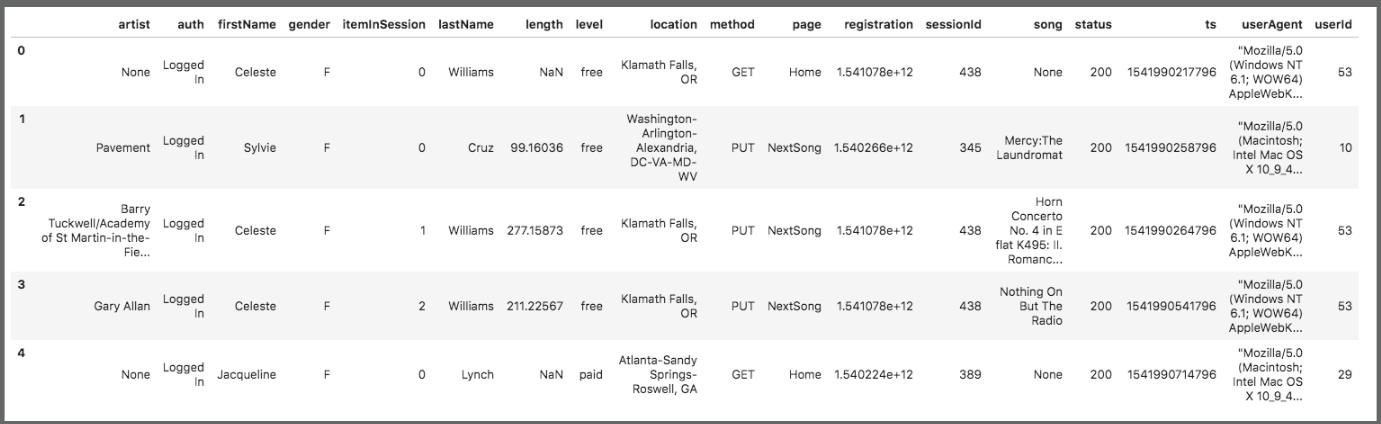 artist auth firstName gender itemInSession lastName length level location method page registration sessionId song status ts userAgent userId
0
None Logged In Celeste F 0 Williams NaN free Klamath Falls, OR GET Home 1.541078e+12 438 None 200 1541990217796 "Mozilla/5.0 (Windows NT 6.1; WOW64) AppleWebK... 53
1
Pavement Logged In Sylvie F 0 Cruz 99.16036 free Washington-Arlington-Alexandria, DC-VA-MD-WV PUT NextSong 1.540266e+12 345 Mercy:The Laundromat 200 1541990258796 "Mozilla/5.0 (Macintosh; Intel Mac OS X 10_9_4... 10
2
Barry Tuckwell/Academy of St Martin-in-the-Fie... Logged In Celeste F 1 Williams 277.15873 free Klamath Falls, OR PUT NextSong 1.541078e+12 438 Horn Concerto No. 4 in E flat K495: II. Romanc... 200 1541990264796 "Mozilla/5.0 (Windows NT 6.1; WOW64) AppleWebK... 53
3
Gary Allan Logged In Celeste F 2 Williams 211.22567 free Klamath Falls, OR PUT NextSong 1.541078e+12 438 Nothing On But The Radio 200 1541990541796 "Mozilla/5.0 (Windows NT 6.1; WOW64) AppleWebK... 53
4
None Logged In Jacqueline F 0 Lynch NaN paid Atlanta-Sandy Springs-Roswell, GA GET Home 1.540224e+12 389 None 200 1541990714796 "Mozilla/5.0 (Macintosh; Intel Mac OS X 10_9_4... 29